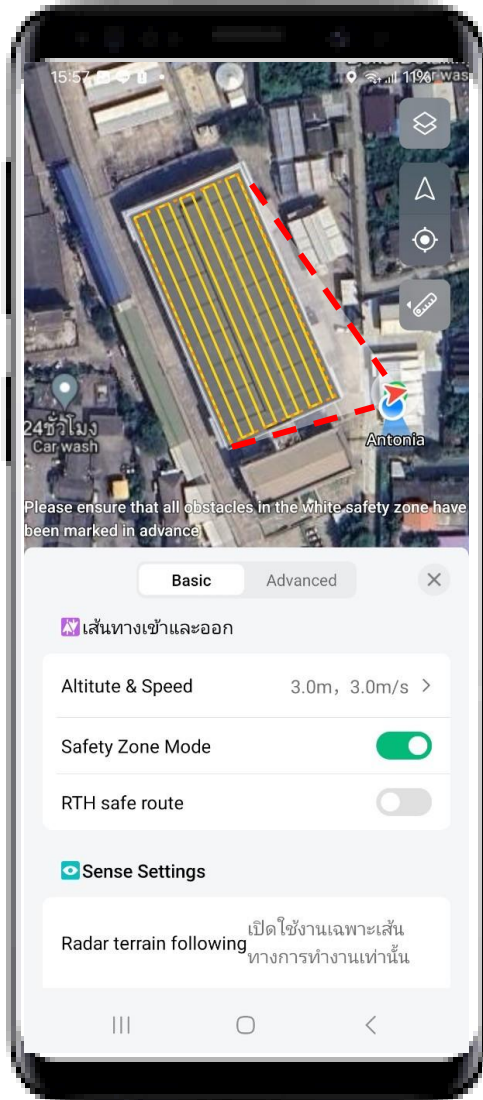 15:57
11%
r-was
24ชั่วโมง
Car wash
Antonia
Please ensure that all obstacles in the white safety zone have
been marked in advance
Basic
Advanced
เส้นทางเข้าและออก
Altitute & Speed
3.0m, 3.0m/s
Safety Zone Mode
RTH safe route
Sense Settings
Radar terrain following
เปิดใช้งานเฉพาะเส้น
ทางการทำงานเท่านั้น